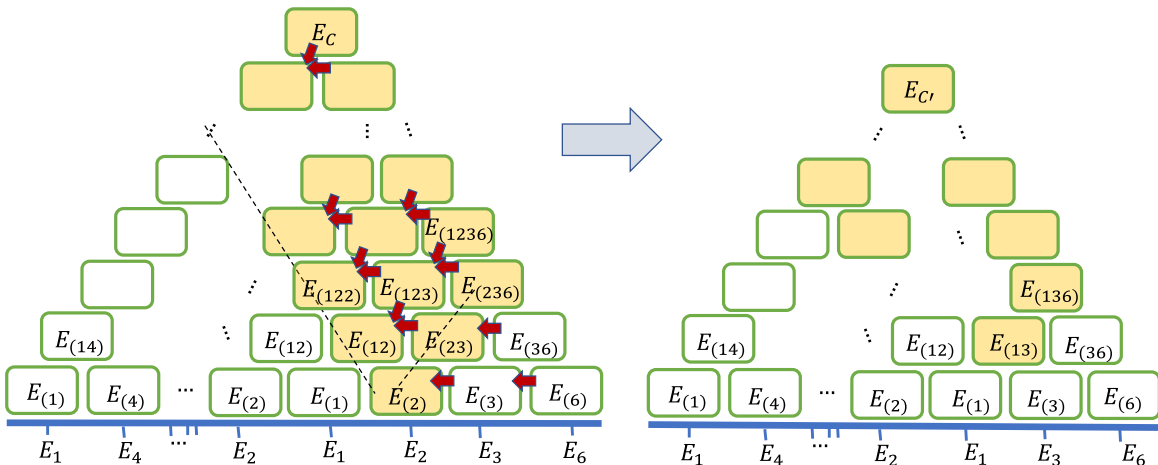 E_C
E_(1236)
E_(122) E_(123) E_(236)
E_(14) E_(12) E_(12) E_(23) E_(36)
E_(1) E_(4) ... E_(2) E_(1) E_(2) E_(3) E_(6)
E_1 E_4 ... E_2 E_1 E_2 E_3 E_6
E_C′
E_(136)
E_(14) E_(12) E_(13) E_(36)
E_(1) E_(4) ... E_(2) E_(1) E_(3) E_(6)
E_1 E_4 ... E_2 E_1 E_3 E_6